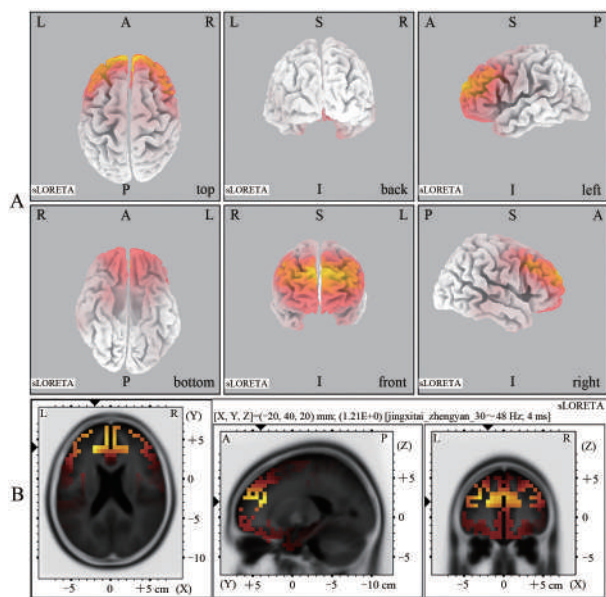 L A R
L S R
A S P
sLORETA P top
sLORETA I back
sLORETA I left
A
R A L
R S L
P S A
sLORETA P bottom
sLORETA I front
sLORETA I right
sLORETA
[X, Y, Z]=(−20, 40, 20) mm; (1.21E+0) [jingxitai_zhengyan_30～48 Hz; 4 ms]
B
L R (Y)
+5
0
−5
−10
−5 0 +5 cm (X)
A P (Z)
+5
0
−5
(Y) +5 0 −5 −10 cm
L R (Z)
+5
0
−5
−5 0 +5 cm (X)